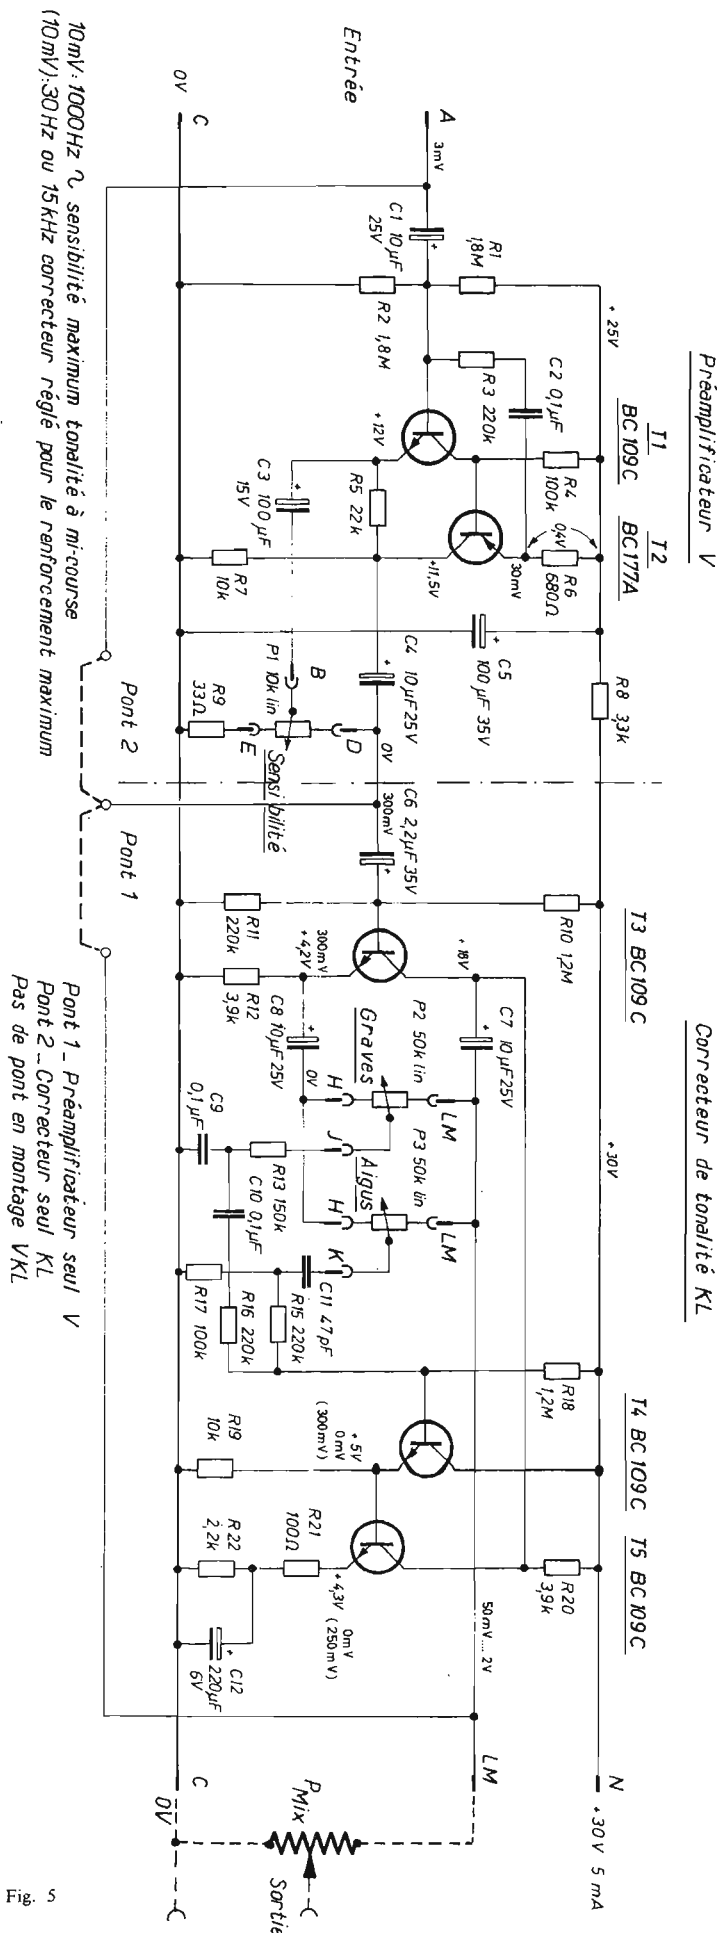 Préamplificateur V
Correcteur de tonalité KL
T1
BC109C
T2
BC177A
T3 BC109C
T4 BC109C
T5 BC109C
Entrée
A
3mV
C
0V
C1 10µF
25V
R1
1,8M
R2 1,8M
+ 25V
C2 0,1µF
R3 220k
+12V
R4
100k
R5 22k
C3 100µF
15V
0,4V
30mV
R6
680Ω
+11,5V
R7
10k
C4 10µF 25V
C5
100µF 35V
R8 3,3k
B
P1 10k lin
D
E
Sensibilité
R9
33Ω
0V
300mV
C6 2,2µF 35V
R10 1,2M
R11
220k
300mV
+ 4,2V
+ 18V
R12
3,9k
C7 10µF 25V
C8 10µF 25V
0V
+30V
P2 50k lin
Graves
H
LM
J
P3 50k lin
Aigus
H
LM
K
C9
0,1µF
R13 150k
C10 0,1µF
C11 47pF
R15 220k
R16 220k
R17 100k
R18
1,2M
R19
10k
+ 5V
0mV
(300mV)
R20
3,9k
R21
100Ω
+ 4,3V
0mV
(250mV)
R22
2,2k
C12
220µF
6V
50mV....2V
LM
N
+30V 5mA
C
0V
PMix
Sortie
Pont 2
Pont 1
10mV: 1000Hz ~ sensibilité maximum tonalité à mi-course
(10mV):30Hz ou 15kHz correcteur réglé pour le renforcement maximum
Pont 1_ Préamplificateur seul V
Pont 2_ Correcteur seul KL
Pas de pont en montage VKL
Fig. 5